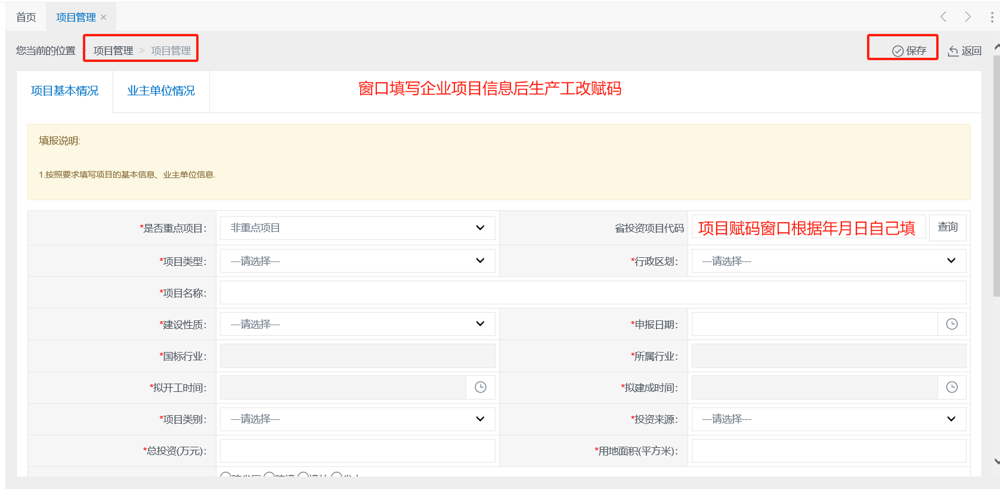 首页 项目管理 ×
您当前的位置 > 项目管理 > 项目管理 保存 返回
项目基本情况 业主单位情况 窗口填写企业项目信息后生产工改赋码
填报说明:
1.按照要求填写项目的基本信息、业主单位信息.
*是否重点项目: 非重点项目 省投资项目代码 项目赋码窗口根据年月日自己填 查询
*项目类型: ---请选择--- *行政区划: ---请选择---
*项目名称:
*建设性质: ---请选择--- *申报日期:
*国标行业: *所属行业:
*拟开工时间: *拟建成时间:
*项目类别: ---请选择--- *投资来源: ---请选择---
*总投资(万元): *用地面积(平方米):